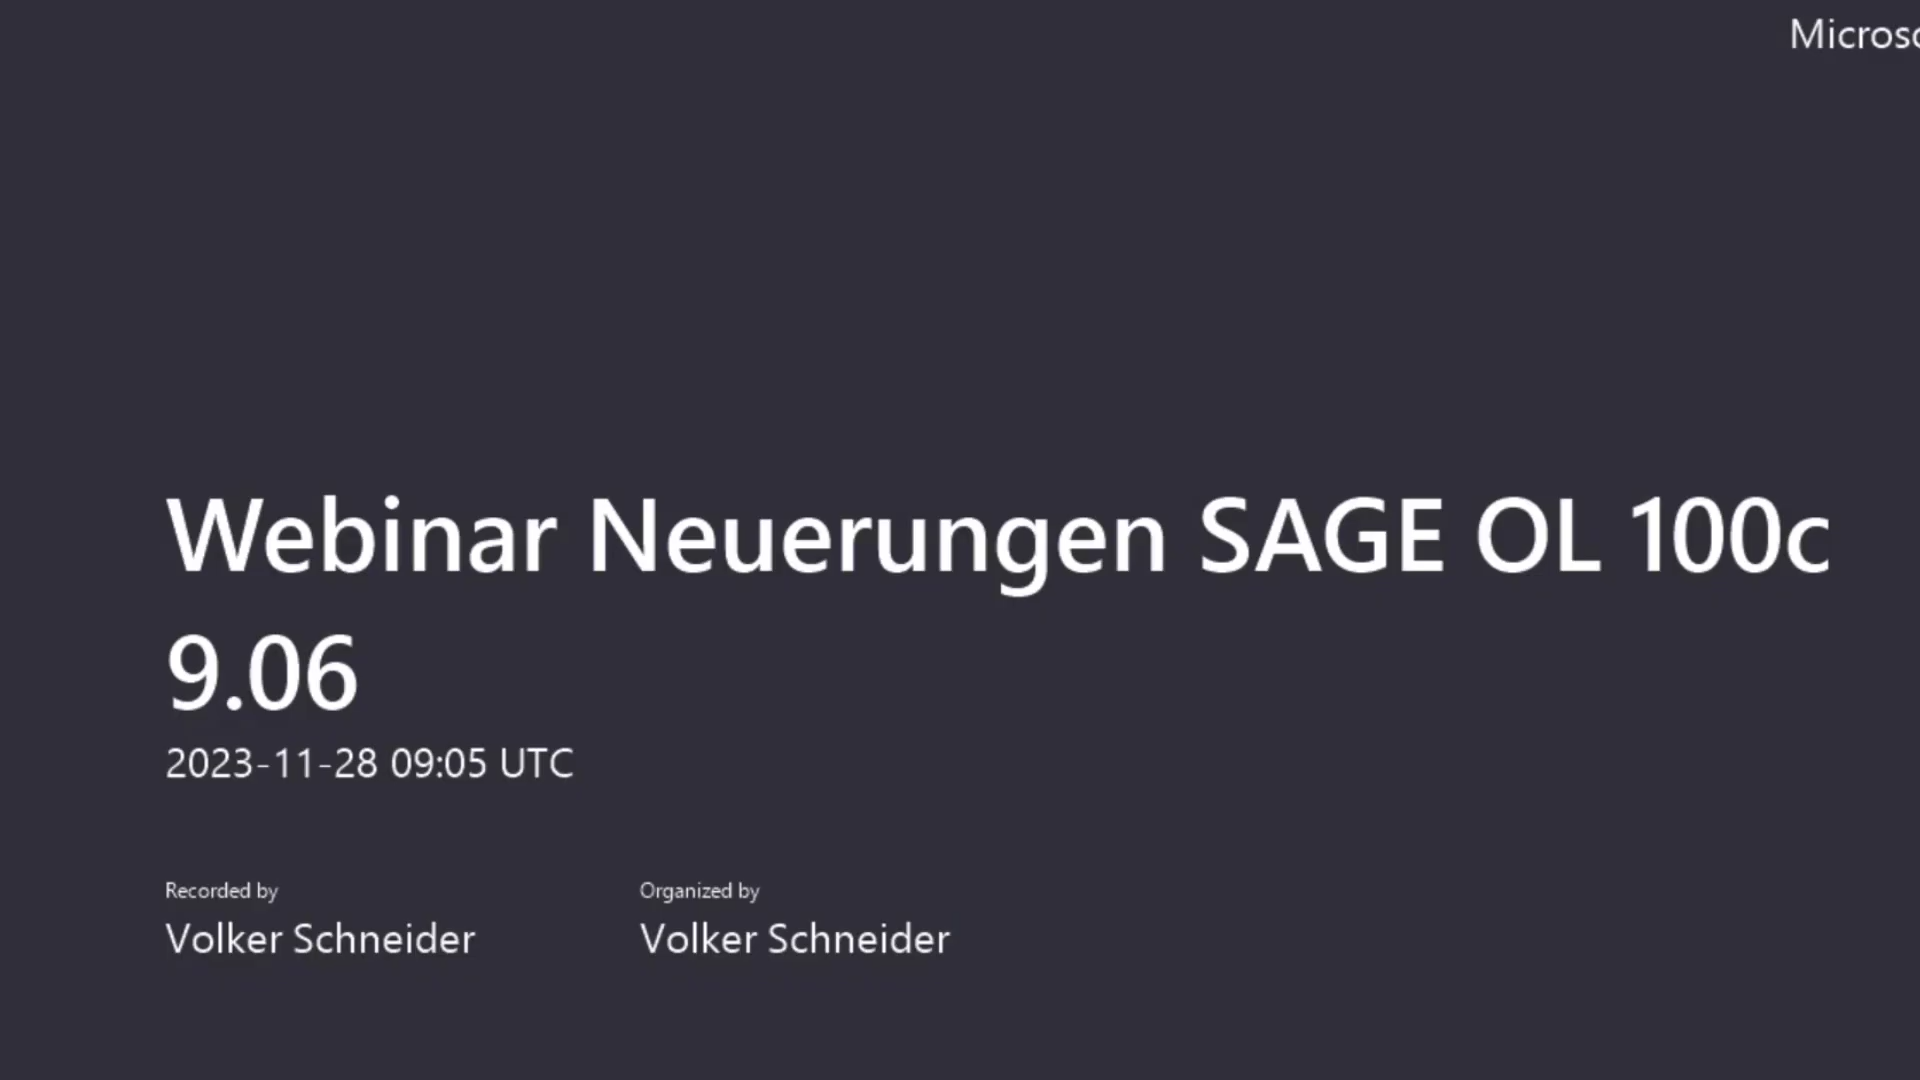 Webinar Neuerungen SAGE OL 100c
9.06
2023-11-28 09:05 UTC
Recorded by
Organized by
Volker Schneider
Volker Schneider